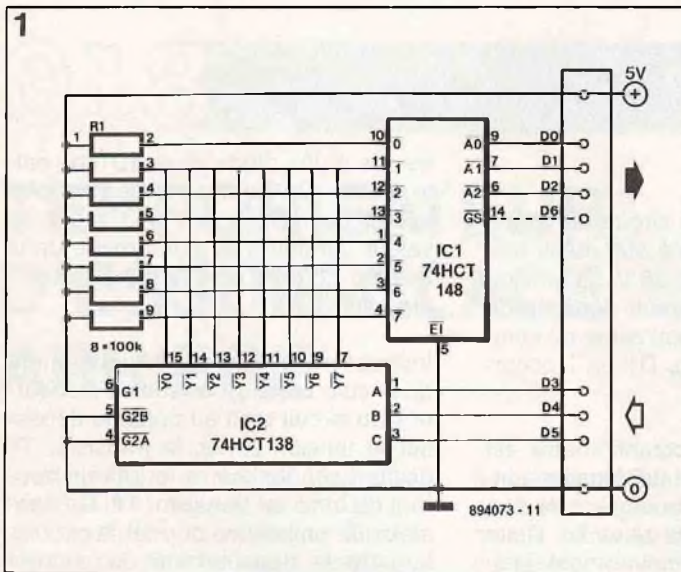 1
5V
+
R1
1
2
3
4
5
6
7
8
9
8*100k
10 0 A0 9 D0
11 1 A1 7 D1
12 2 A2 6 D2
13 3 GS 14 D6
1 4
2 5
3 6
4 7
IC1
74HCT
148
EI
5
15 14 13 12 11 10 9 7
Y0 Y1 Y2 Y3 Y4 Y5 Y6 Y7
6 G1 A 1 D3
5 G2B B 2 D4
4 G2A C 3 D5
IC2
74HCT138
0
894073 - 11